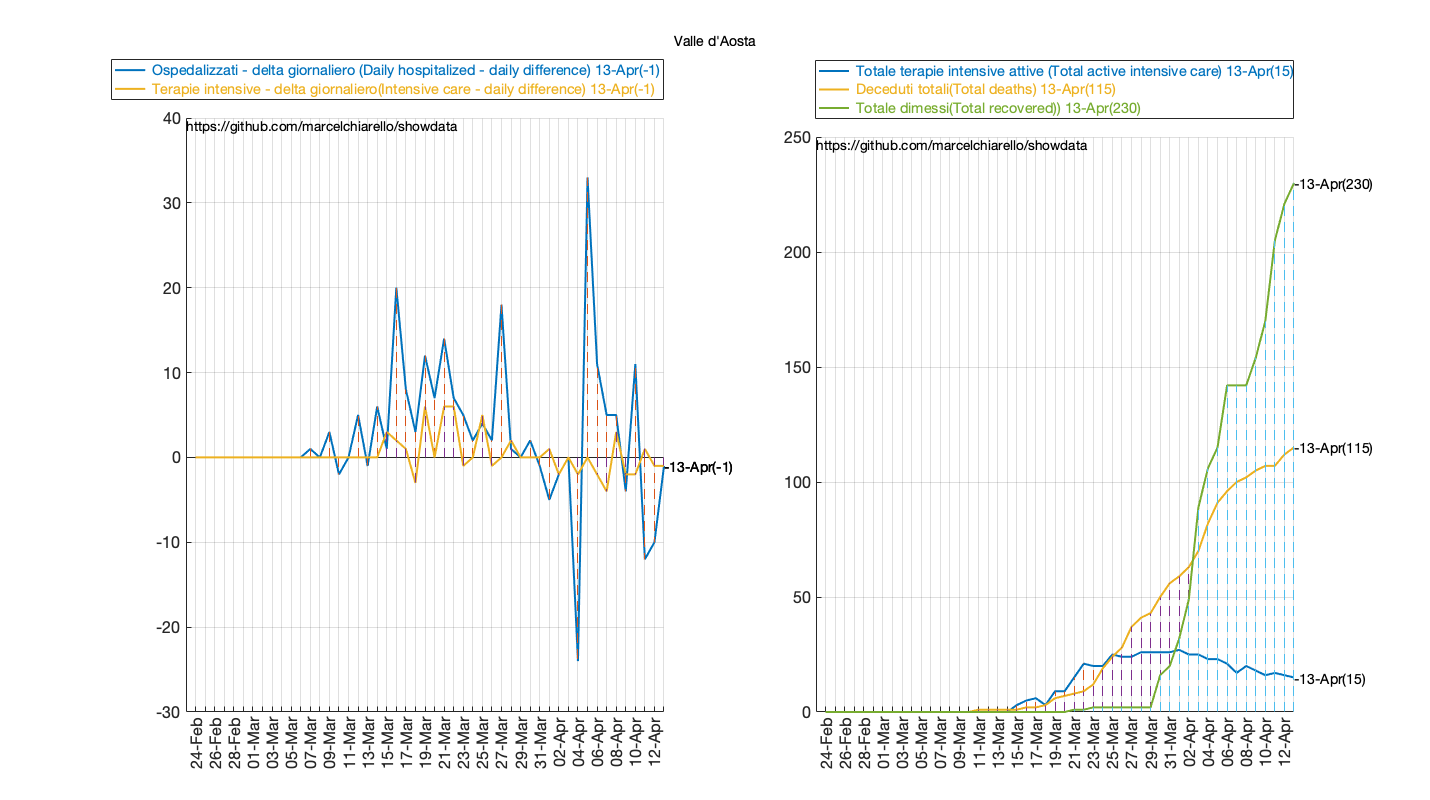 Valle d'Aosta
Ospedalizzati - delta giornaliero (Daily hospitalized - daily difference) 13-Apr(-1)
Terapie intensive - delta giornaliero(Intensive care - daily difference) 13-Apr(-1)
https://github.com/marcelchiarello/showdata
40
30
20
10
0
-10
-20
-30
-13-Apr(-1)
24-Feb
26-Feb
28-Feb
01-Mar
03-Mar
05-Mar
07-Mar
09-Mar
11-Mar
13-Mar
15-Mar
17-Mar
19-Mar
21-Mar
23-Mar
25-Mar
27-Mar
29-Mar
31-Mar
02-Apr
04-Apr
06-Apr
08-Apr
10-Apr
12-Apr
Totale terapie intensive attive (Total active intensive care) 13-Apr(15)
Deceduti totali(Total deaths) 13-Apr(115)
Totale dimessi(Total recovered)) 13-Apr(230)
https://github.com/marcelchiarello/showdata
250
200
150
100
50
0
-13-Apr(230)
-13-Apr(115)
-13-Apr(15)
24-Feb
26-Feb
28-Feb
01-Mar
03-Mar
05-Mar
07-Mar
09-Mar
11-Mar
13-Mar
15-Mar
17-Mar
19-Mar
21-Mar
23-Mar
25-Mar
27-Mar
29-Mar
31-Mar
02-Apr
04-Apr
06-Apr
08-Apr
10-Apr
12-Apr